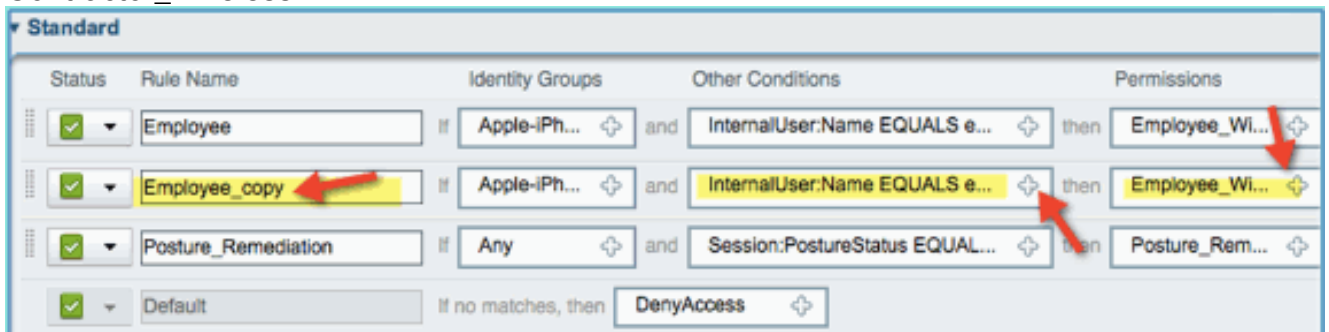 Standard
Status Rule Name Identity Groups Other Conditions Permissions
Employee If Apple-iPh... and InternalUser:Name EQUALS e... then Employee_Wi...
Employee_copy If Apple-iPh... and InternalUser:Name EQUALS e... then Employee_Wi...
Posture_Remediation If Any and Session:PostureStatus EQUAL... then Posture_Rem...
Default If no matches, then DenyAccess